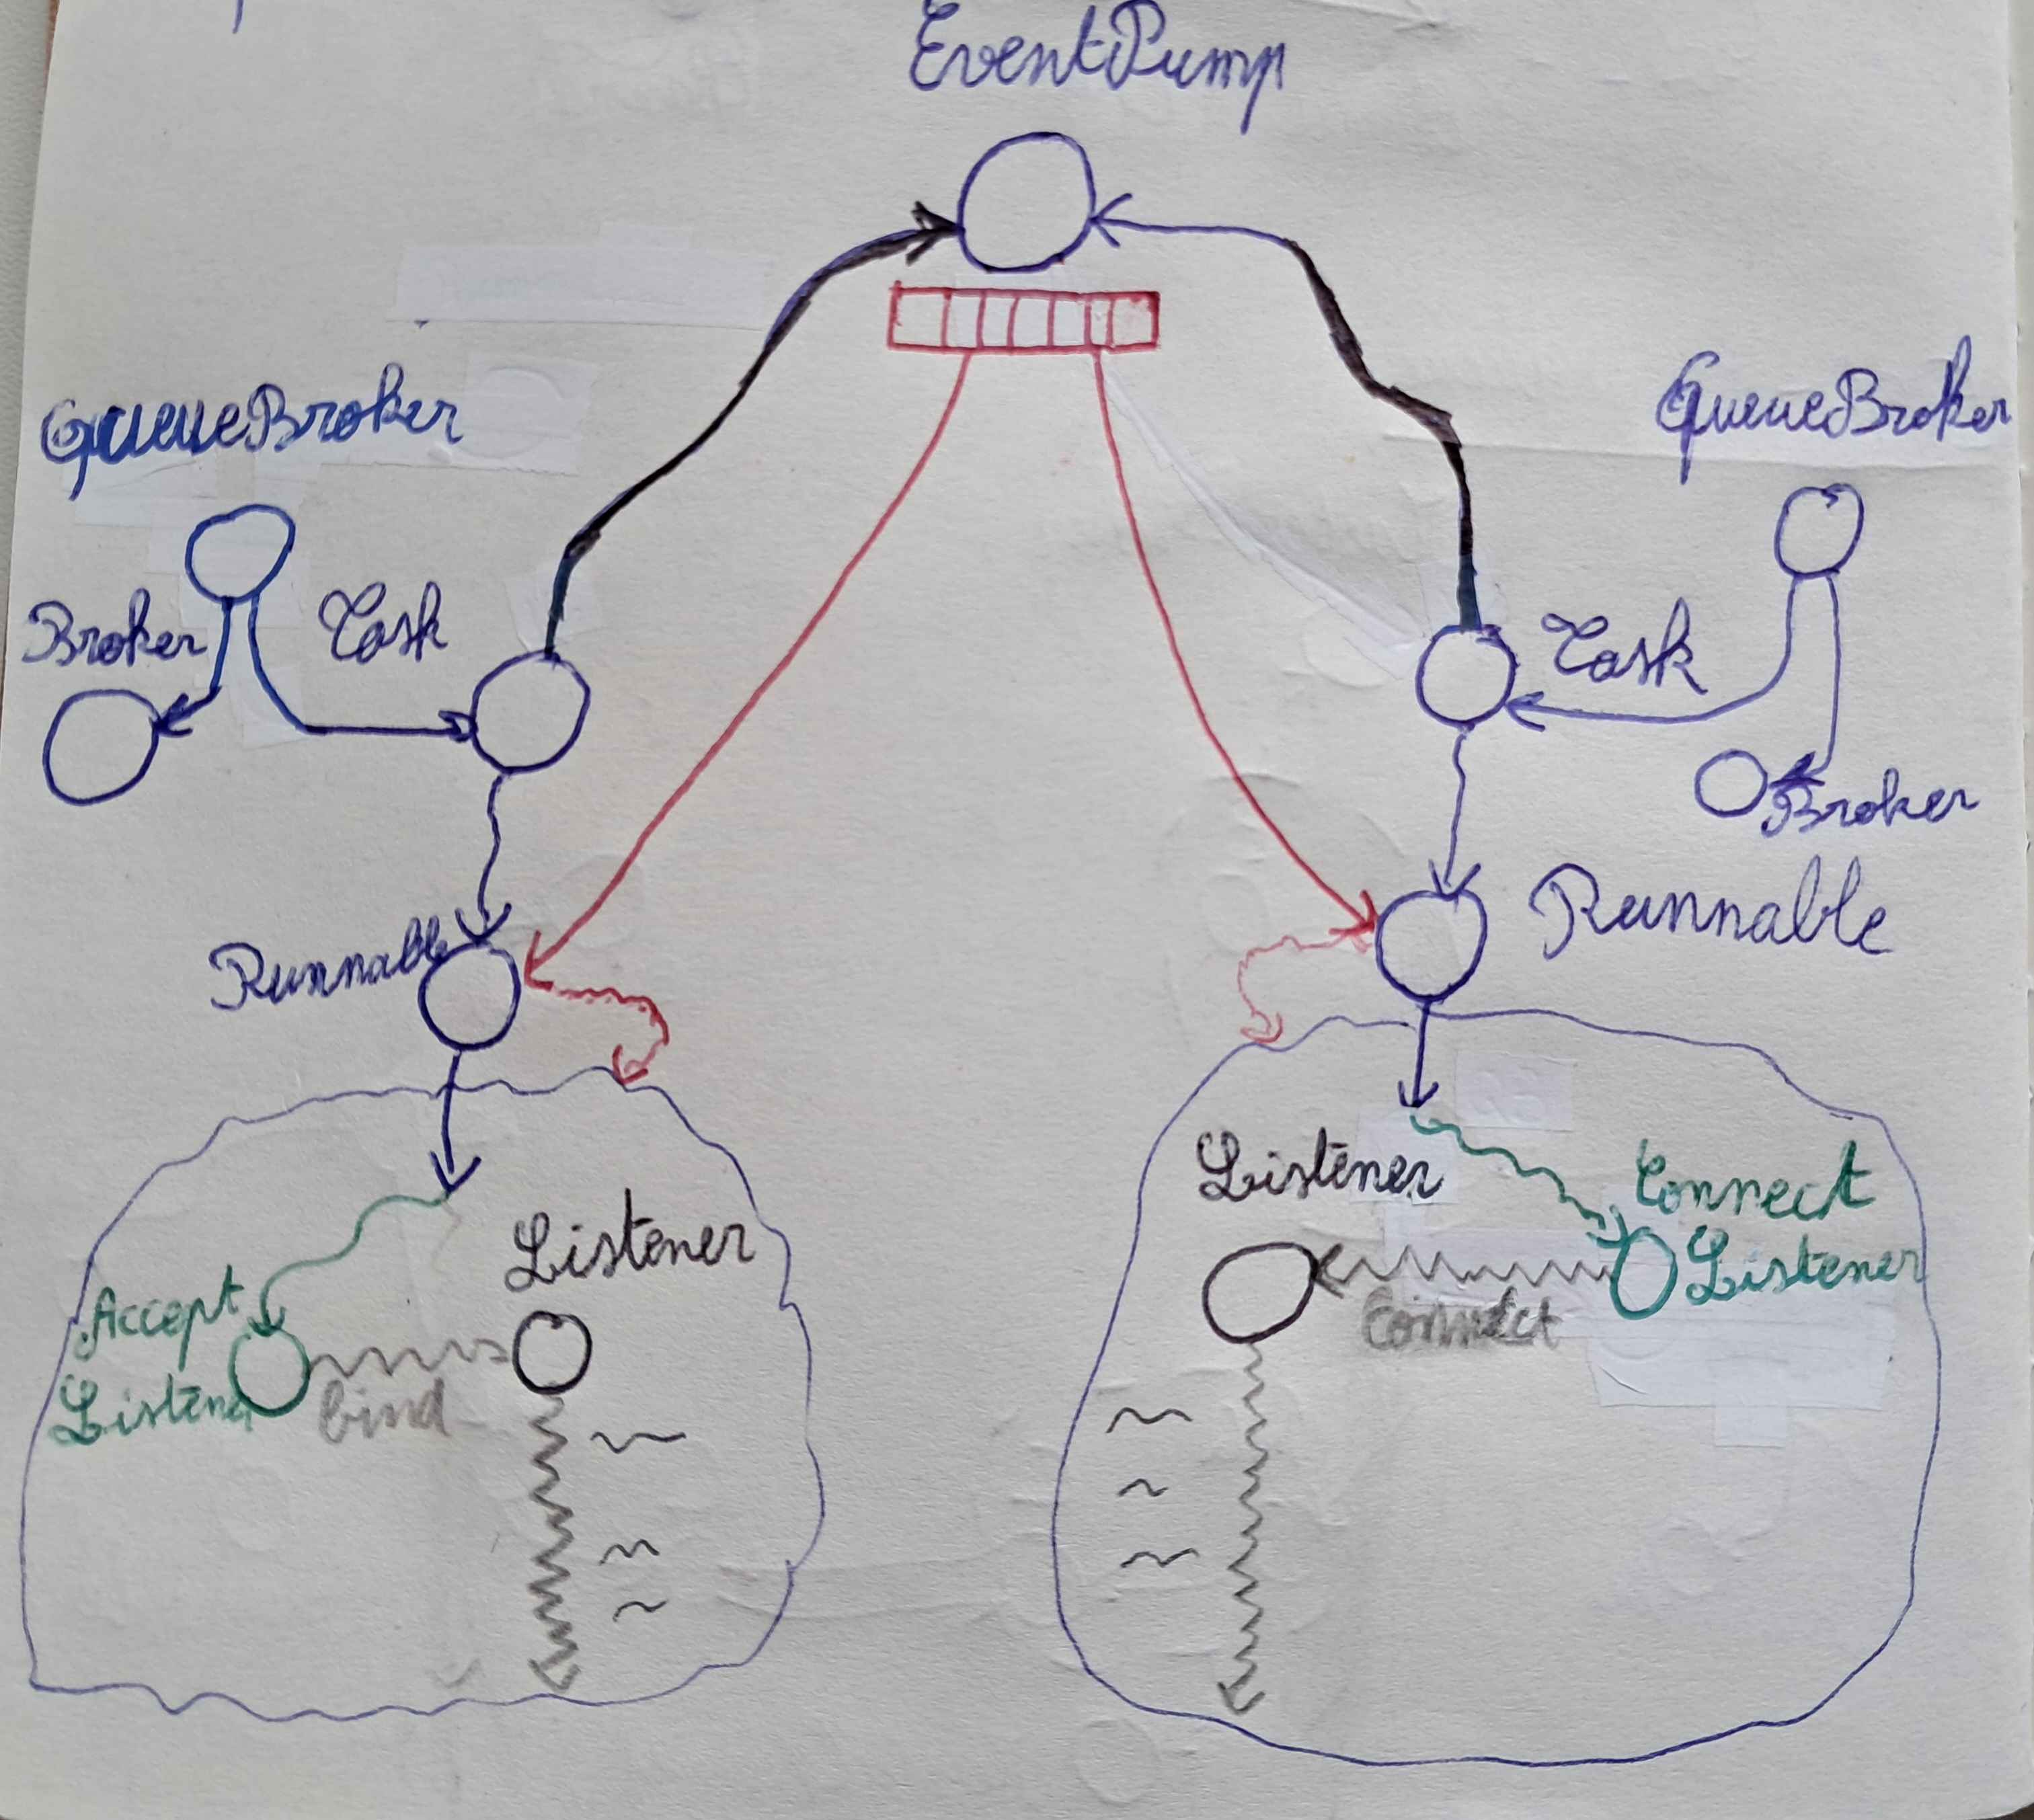 EventPump
QueueBroker
QueueBroker
Broker
Task
Task
Broker
Runnable
Runnable
Listener
Connect
Listener
Connect
Listener
Accept
Listener
bind